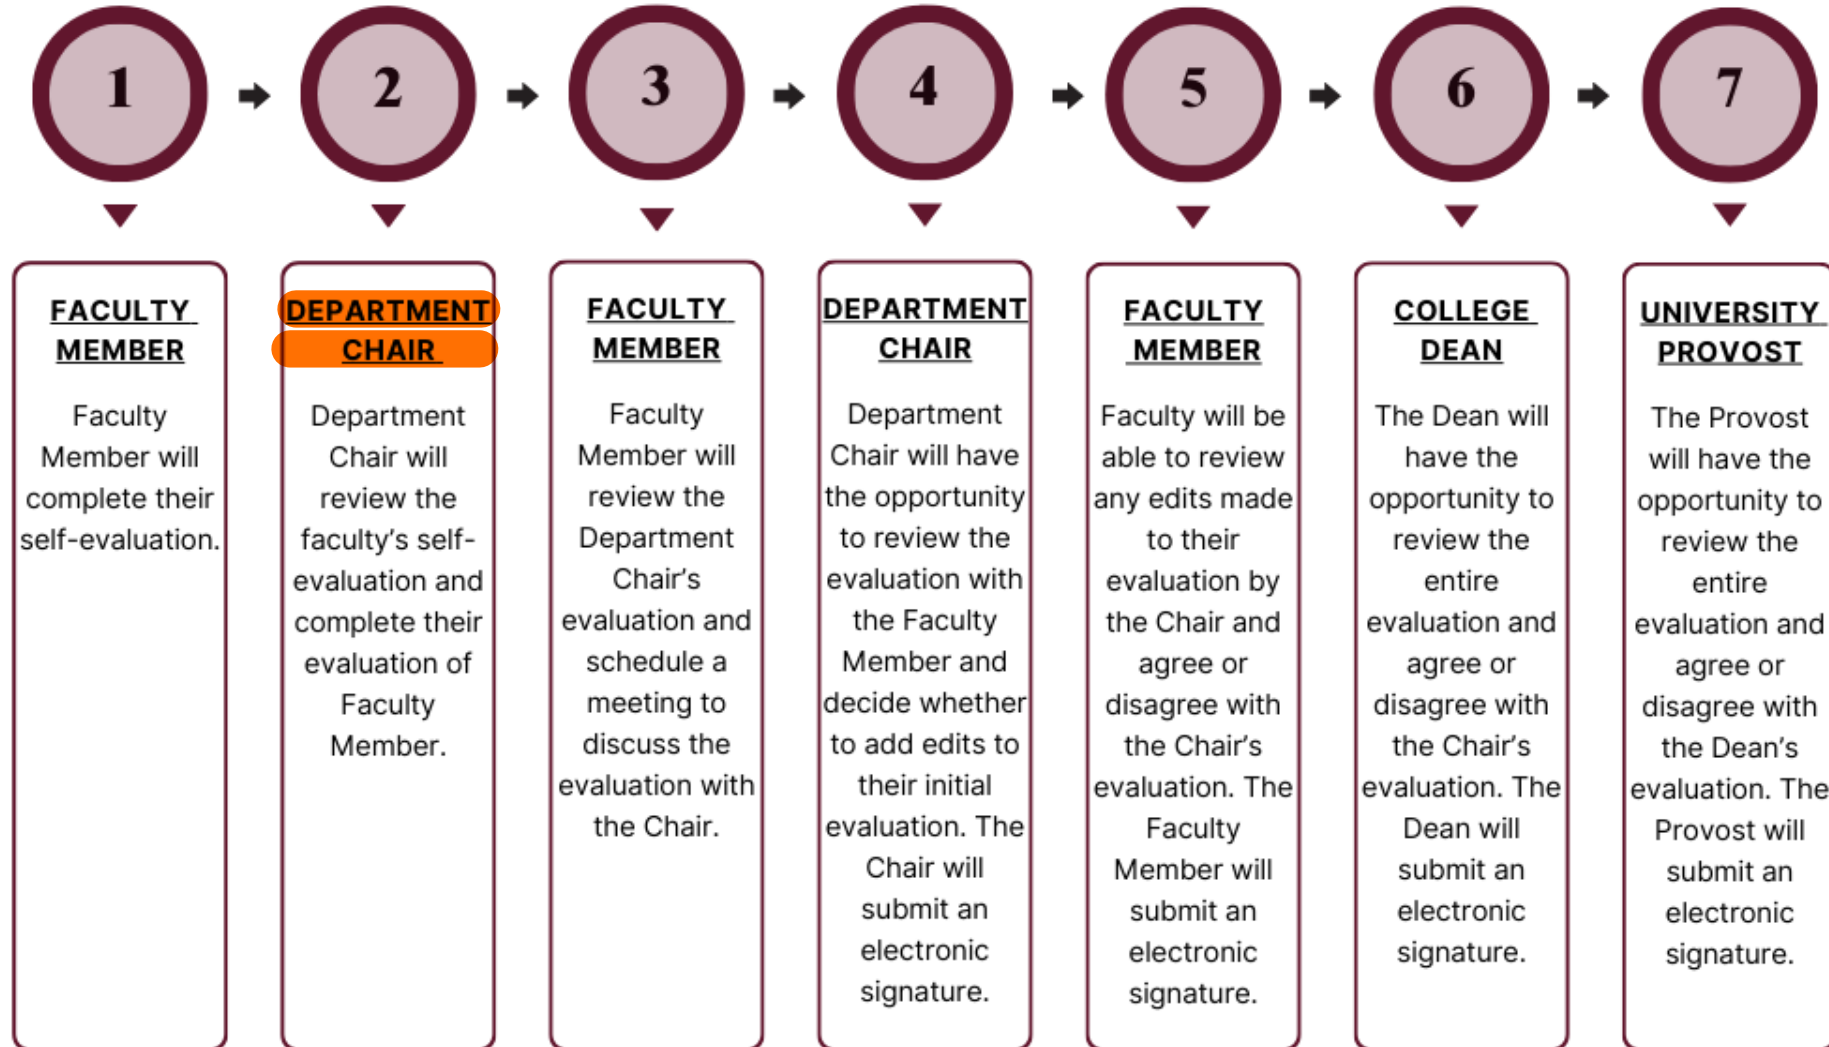 1
2
3
4
5
6
7
FACULTY
MEMBER
Faculty
Member will
complete their
self-evaluation.
DEPARTMENT
CHAIR
Department
Chair will
review the
faculty's self-
evaluation and
complete their
evaluation of
Faculty
Member.
FACULTY
MEMBER
Faculty
Member will
review the
Department
Chair's
evaluation and
schedule a
meeting to
discuss the
evaluation with
the Chair.
DEPARTMENT
CHAIR
Department
Chair will have
the opportunity
to review the
evaluation with
the Faculty
Member and
decide whether
to add edits to
their initial
evaluation. The
Chair will
submit an
electronic
signature.
FACULTY
MEMBER
Faculty will be
able to review
any edits made
to their
evaluation by
the Chair and
agree or
disagree with
the Chair's
evaluation. The
Faculty
Member will
submit an
electronic
signature.
COLLEGE
DEAN
The Dean will
have the
opportunity to
review the
entire
evaluation and
agree or
disagree with
the Chair's
evaluation. The
Dean will
submit an
electronic
signature.
UNIVERSITY
PROVOST
The Provost
will have the
opportunity to
review the
entire
evaluation and
agree or
disagree with
the Dean's
evaluation. The
Provost will
submit an
electronic
signature.